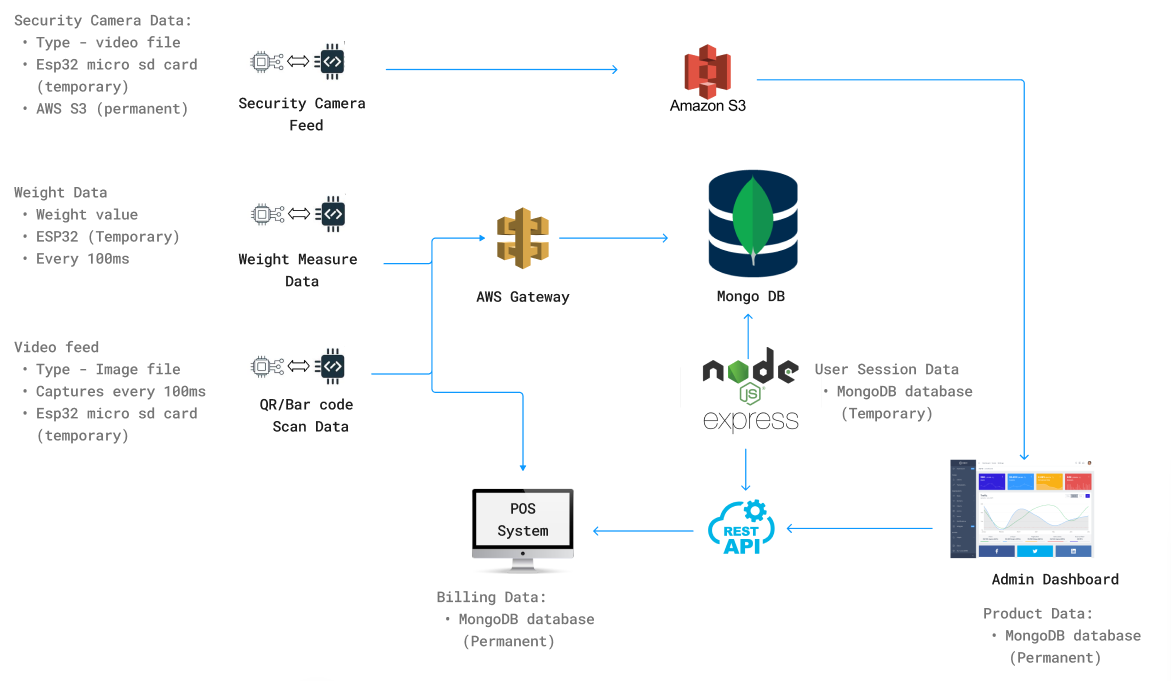 Security Camera Data:
• Type - video file
• Esp32 micro sd card
(temporary)
• AWS S3 (permanent)
Security Camera
Feed
Amazon S3
Weight Data
• Weight value
• ESP32 (Temporary)
• Every 100ms
Weight Measure
Data
AWS Gateway
Mongo DB
Video feed
• Type - Image file
• Captures every 100ms
• Esp32 micro sd card
(temporary)
QR/Bar code
Scan Data
node
JS
express
User Session Data
• MongoDB database
(Temporary)
POS
System
REST
API
Admin Dashboard
Billing Data:
• MongoDB database
(Permanent)
Product Data:
• MongoDB database
(Permanent)